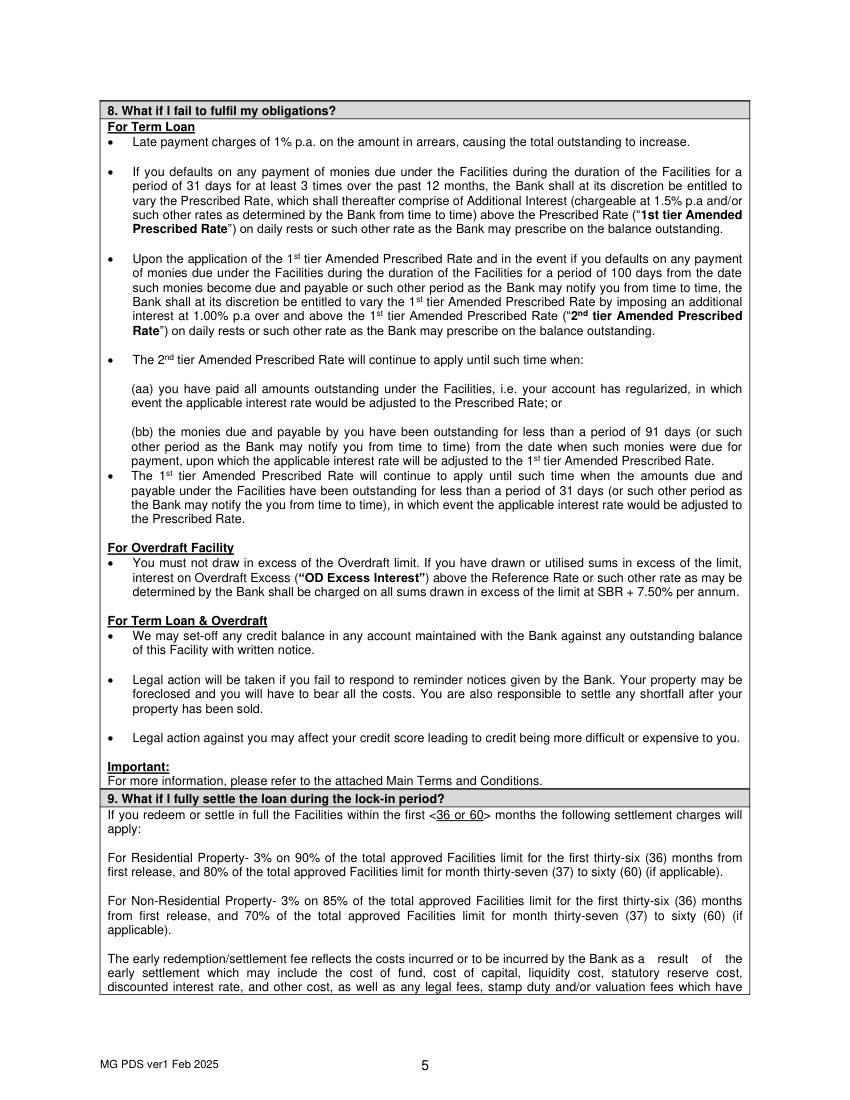 8. What if I fail to fulfil my obligations?
For Term Loan
• Late payment charges of 1% p.a. on the amount in arrears, causing the total outstanding to increase.
• If you defaults on any payment of monies due under the Facilities during the duration of the Facilities for a
period of 31 days for at least 3 times over the past 12 months, the Bank shall at its discretion be entitled to
vary the Prescribed Rate, which shall thereafter comprise of Additional Interest (chargeable at 1.5% p.a and/or
such other rates as determined by the Bank from time to time) above the Prescribed Rate (“1st tier Amended
Prescribed Rate”) on daily rests or such other rate as the Bank may prescribe on the balance outstanding.
• Upon the application of the 1st tier Amended Prescribed Rate and in the event if you defaults on any payment
of monies due under the Facilities during the duration of the Facilities for a period of 100 days from the date
such monies become due and payable or such other period as the Bank may notify you from time to time, the
Bank shall at its discretion be entitled to vary the 1st tier Amended Prescribed Rate by imposing an additional
interest at 1.00% p.a over and above the 1st tier Amended Prescribed Rate (“2nd tier Amended Prescribed
Rate”) on daily rests or such other rate as the Bank may prescribe on the balance outstanding.
• The 2nd tier Amended Prescribed Rate will continue to apply until such time when:
(aa) you have paid all amounts outstanding under the Facilities, i.e. your account has regularized, in which
event the applicable interest rate would be adjusted to the Prescribed Rate; or
(bb) the monies due and payable by you have been outstanding for less than a period of 91 days (or such
other period as the Bank may notify you from time to time) from the date when such monies were due for
payment, upon which the applicable interest rate will be adjusted to the 1st tier Amended Prescribed Rate.
• The 1st tier Amended Prescribed Rate will continue to apply until such time when the amounts due and
payable under the Facilities have been outstanding for less than a period of 31 days (or such other period as
the Bank may notify the you from time to time), in which event the applicable interest rate would be adjusted to
the Prescribed Rate.
For Overdraft Facility
• You must not draw in excess of the Overdraft limit. If you have drawn or utilised sums in excess of the limit,
interest on Overdraft Excess (“OD Excess Interest”) above the Reference Rate or such other rate as may be
determined by the Bank shall be charged on all sums drawn in excess of the limit at SBR + 7.50% per annum.
For Term Loan & Overdraft
• We may set-off any credit balance in any account maintained with the Bank against any outstanding balance
of this Facility with written notice.
• Legal action will be taken if you fail to respond to reminder notices given by the Bank. Your property may be
foreclosed and you will have to bear all the costs. You are also responsible to settle any shortfall after your
property has been sold.
• Legal action against you may affect your credit score leading to credit being more difficult or expensive to you.
Important:
For more information, please refer to the attached Main Terms and Conditions.
9. What if I fully settle the loan during the lock-in period?
If you redeem or settle in full the Facilities within the first <36 or 60> months the following settlement charges will
apply:
For Residential Property- 3% on 90% of the total approved Facilities limit for the first thirty-six (36) months from
first release, and 80% of the total approved Facilities limit for month thirty-seven (37) to sixty (60) (if applicable).
For Non-Residential Property- 3% on 85% of the total approved Facilities limit for the first thirty-six (36) months
from first release, and 70% of the total approved Facilities limit for month thirty-seven (37) to sixty (60) (if
applicable).
The early redemption/settlement fee reflects the costs incurred or to be incurred by the Bank as a result of the
early settlement which may include the cost of fund, cost of capital, liquidity cost, statutory reserve cost,
discounted interest rate, and other cost, as well as any legal fees, stamp duty and/or valuation fees which have
MG PDS ver1 Feb 2025
5